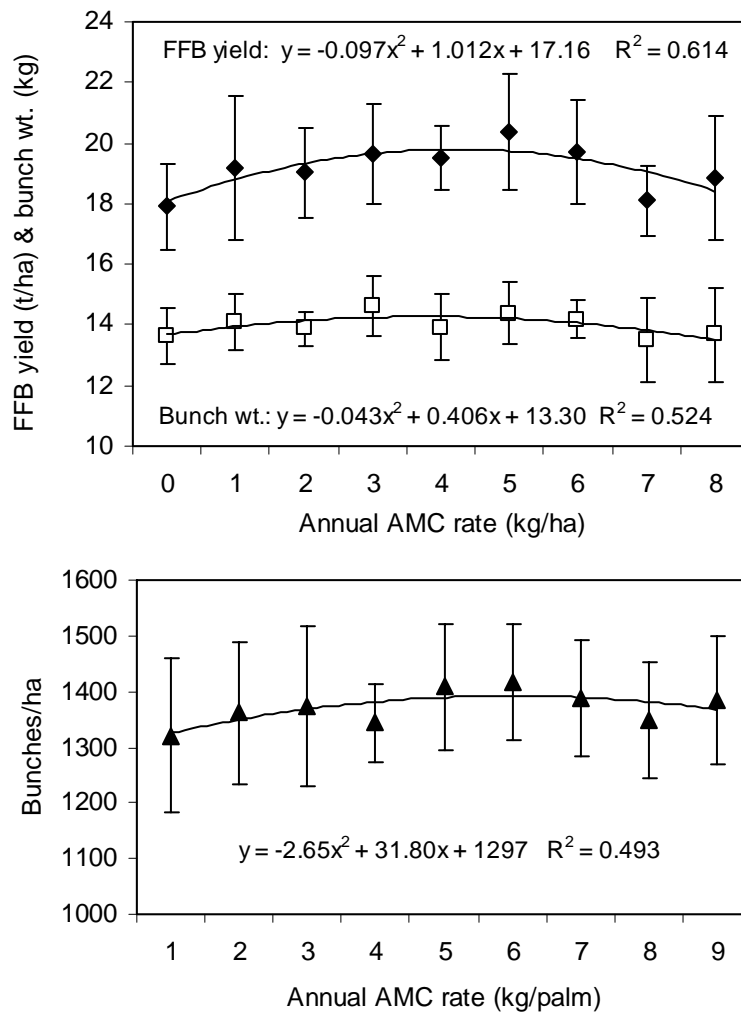 FFB yield (t/ha) & bunch wt. (kg)
24
22
20
18
16
14
12
10
FFB yield: y = -0.097x² + 1.012x + 17.16 R² = 0.614
Bunch wt.: y = -0.043x² + 0.406x + 13.30 R² = 0.524
0 1 2 3 4 5 6 7 8
Annual AMC rate (kg/ha)
Bunches/ha
1600
1500
1400
1300
1200
1100
1000
y = -2.65x² + 31.80x + 1297 R² = 0.493
1 2 3 4 5 6 7 8 9
Annual AMC rate (kg/palm)